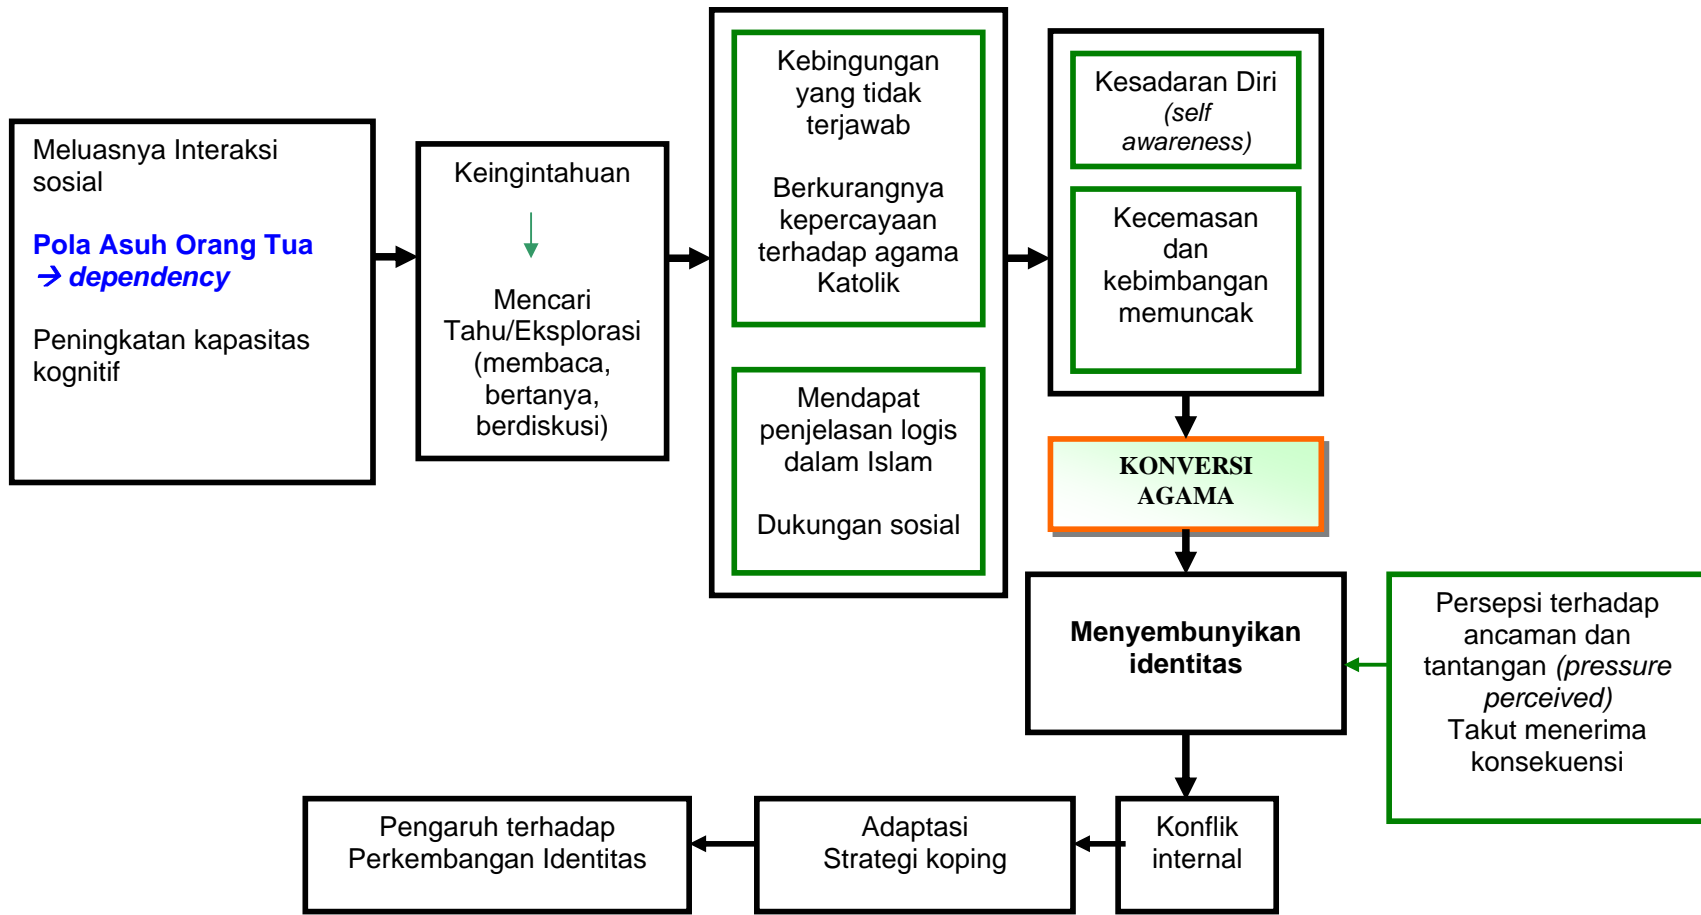 Meluasnya Interaksi
sosial
Pola Asuh Orang Tua
→ dependency
Peningkatan kapasitas
kognitif
Keingintahuan
Mencari
Tahu/Eksplorasi
(membaca,
bertanya,
berdiskusi)
Kebingungan
yang tidak
terjawab
Berkurangnya
kepercayaan
terhadap agama
Katolik
Mendapat
penjelasan logis
dalam Islam
Dukungan sosial
Kesadaran Diri
(self
awareness)
Kecemasan
dan
kebimbangan
memuncak
KONVERSI
AGAMA
Menyembunyikan
identitas
Persepsi terhadap
ancaman dan
tantangan (pressure
perceived)
Takut menerima
konsekuensi
Konflik
internal
Adaptasi
Strategi koping
Pengaruh terhadap
Perkembangan Identitas